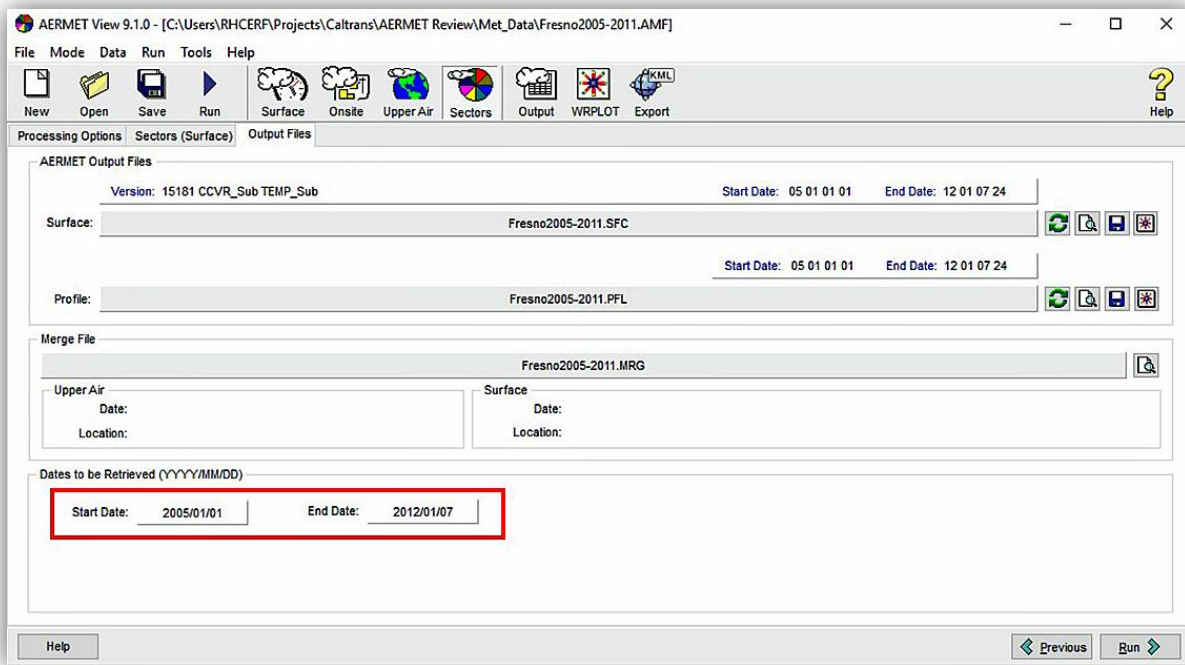 AERMET View 9.1.0 - [C:\Users\RHCERF\Projects\Caltrans\AERMET Review\Met_Data\Fresno2005-2011.AMF]
File Mode Data Run Tools Help
New Open Save Run Surface Onsite Upper Air Sectors Output WRPLOT KML Export Help
Processing Options Sectors (Surface) Output Files
AERMET Output Files
Version: 15181 CCVR_Sub TEMP_Sub Start Date: 05 01 01 01 End Date: 12 01 07 24
Surface: Fresno2005-2011.SFC
Start Date: 05 01 01 01 End Date: 12 01 07 24
Profile: Fresno2005-2011.PFL
Merge File
Fresno2005-2011.MRG
Upper Air Surface
Date: Date:
Location: Location:
Dates to be Retrieved (YYYY/MM/DD)
Start Date: 2005/01/01 End Date: 2012/01/07
Help Previous Run